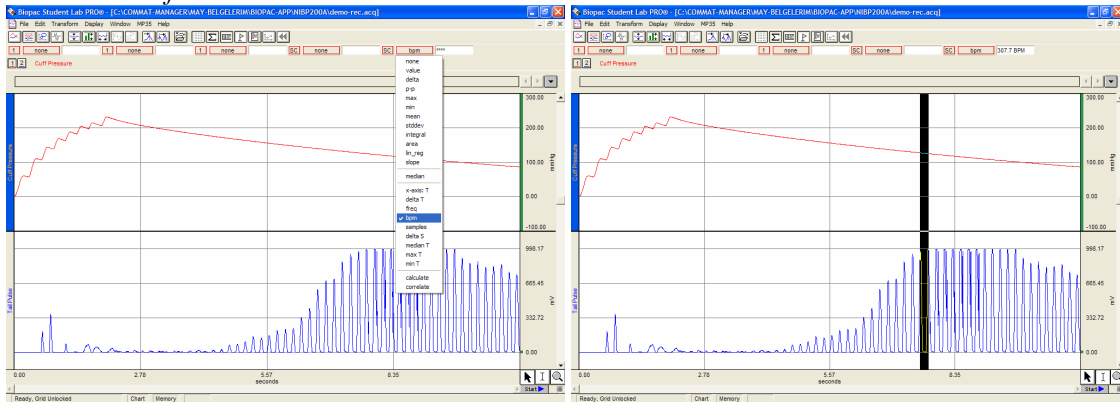 Biopac Student Lab PRO® - [C:\COMMAT-MANAGER\MAY-BELGELERIM\BIOPAC-APP\NIBP200A\demo-rec.acq]
File Edit Transform Display Window MP35 Help
1 none 1 none 1 none SC none SC bpm ****
1 2 Cuff Pressure
none
value
delta
p-p
max
min
mean
stddev
integral
area
lin_reg
slope
median
x-axis: T
delta T
freq
bpm
samples
delta S
median T
max T
min T
calculate
correlate
Cuff Pressure
300.00
200.00
100.00
0.00
-100.00
mmHg
Tail Pulse
998.17
665.45
332.72
0.00
mV
0.00 2.78 5.57 8.35
seconds
Start
Ready, Grid Unlocked Chart Memory
Biopac Student Lab PRO® - [C:\COMMAT-MANAGER\MAY-BELGELERIM\BIOPAC-APP\NIBP200A\demo-rec.acq]
File Edit Transform Display Window MP35 Help
1 none 1 none 1 none SC none SC bpm 307.7 BPM
1 2 Cuff Pressure
Cuff Pressure
300.00
200.00
100.00
0.00
-100.00
mmHg
Tail Pulse
998.17
665.45
332.72
0.00
mV
0.00 2.78 5.57 8.35
seconds
Start
Ready, Grid Unlocked Chart Memory